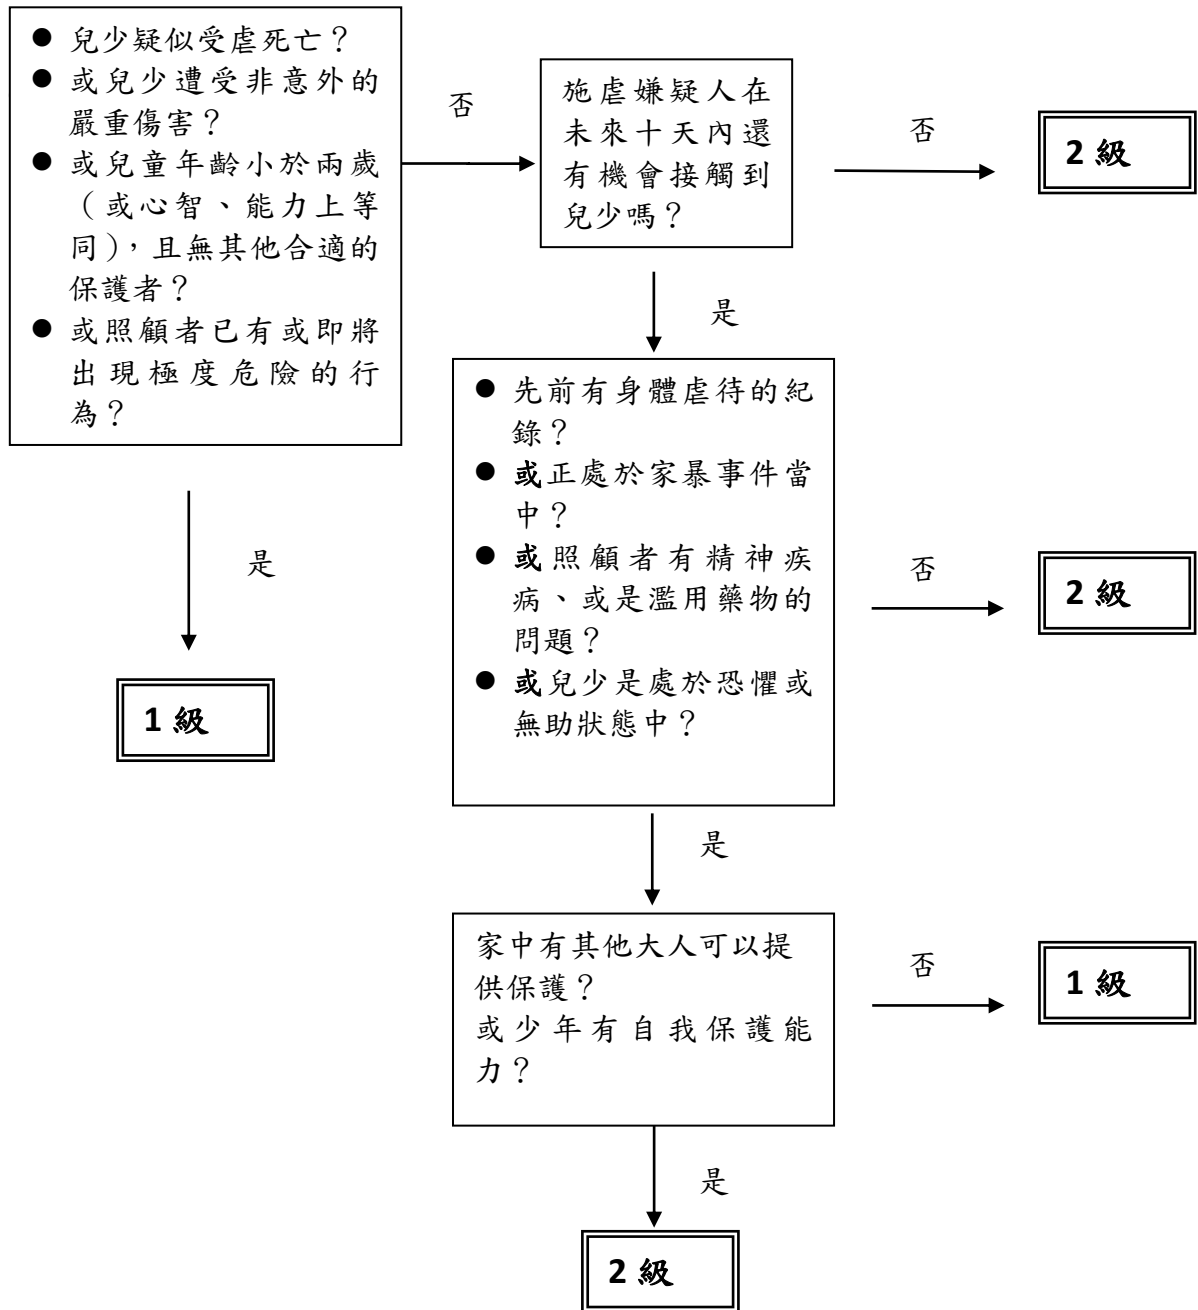 ● 兒少疑似受虐死亡？
● 或兒少遭受非意外的
嚴重傷害？
● 或兒童年齡小於兩歲
（或心智、能力上等
同），且無其他合適的
保護者？
● 或照顧者已有或即將
出現極度危險的行
為？
否
施虐嫌疑人在
未來十天內還
有機會接觸到
兒少嗎？
否
2 級
是
1 級
是
● 先前有身體虐待的紀
錄？
● 或正處於家暴事件當
中？
● 或照顧者有精神疾
病、或是濫用藥物的
問題？
● 或兒少是處於恐懼或
無助狀態中？
否
2 級
是
家中有其他大人可以提
供保護？
或少年有自我保護能
力？
否
1 級
是
2 級